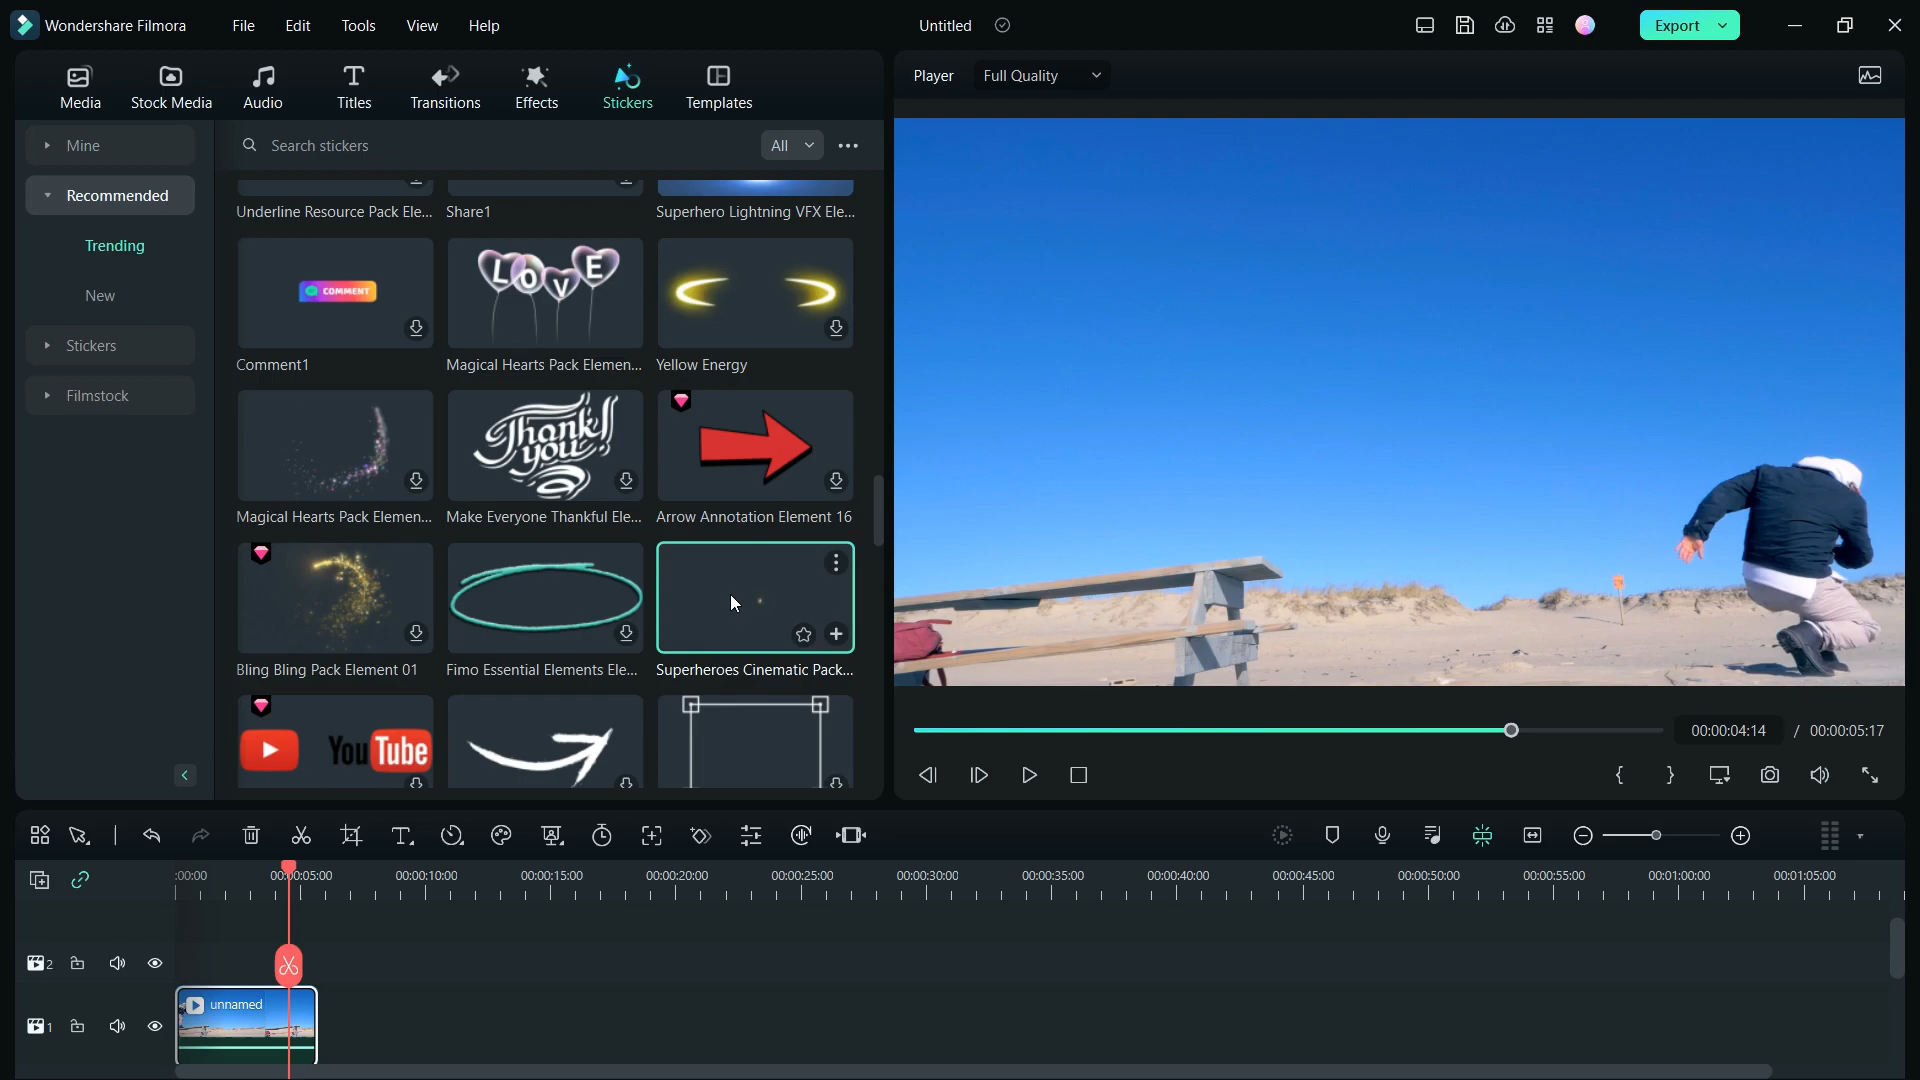 Wondershare Filmora
File
Edit
Tools
View
Help
Untitled
Export
Media
Stock Media
Audio
Titles
Transitions
Effects
Stickers
Templates
Player
Full Quality
Mine
Recommended
Trending
New
Stickers
Filmstock
Search stickers
All
Underline Resource Pack Ele...
Share1
Superhero Lightning VFX Ele...
COMMENT
LOVE
Comment1
Magical Hearts Pack Elemen...
Yellow Energy
Thank
you!
Magical Hearts Pack Elemen...
Make Everyone Thankful Ele...
Arrow Annotation Element 16
Bling Bling Pack Element 01
Fimo Essential Elements Ele...
Superheroes Cinematic Pack...
YouTube
00:00:04:14 / 00:00:05:17
:00:00
00:00:05:00
00:00:10:00
00:00:15:00
00:00:20:00
00:00:25:00
00:00:30:00
00:00:35:00
00:00:40:00
00:00:45:00
00:00:50:00
00:00:55:00
00:01:00:00
00:01:05:00
2
unnamed
1